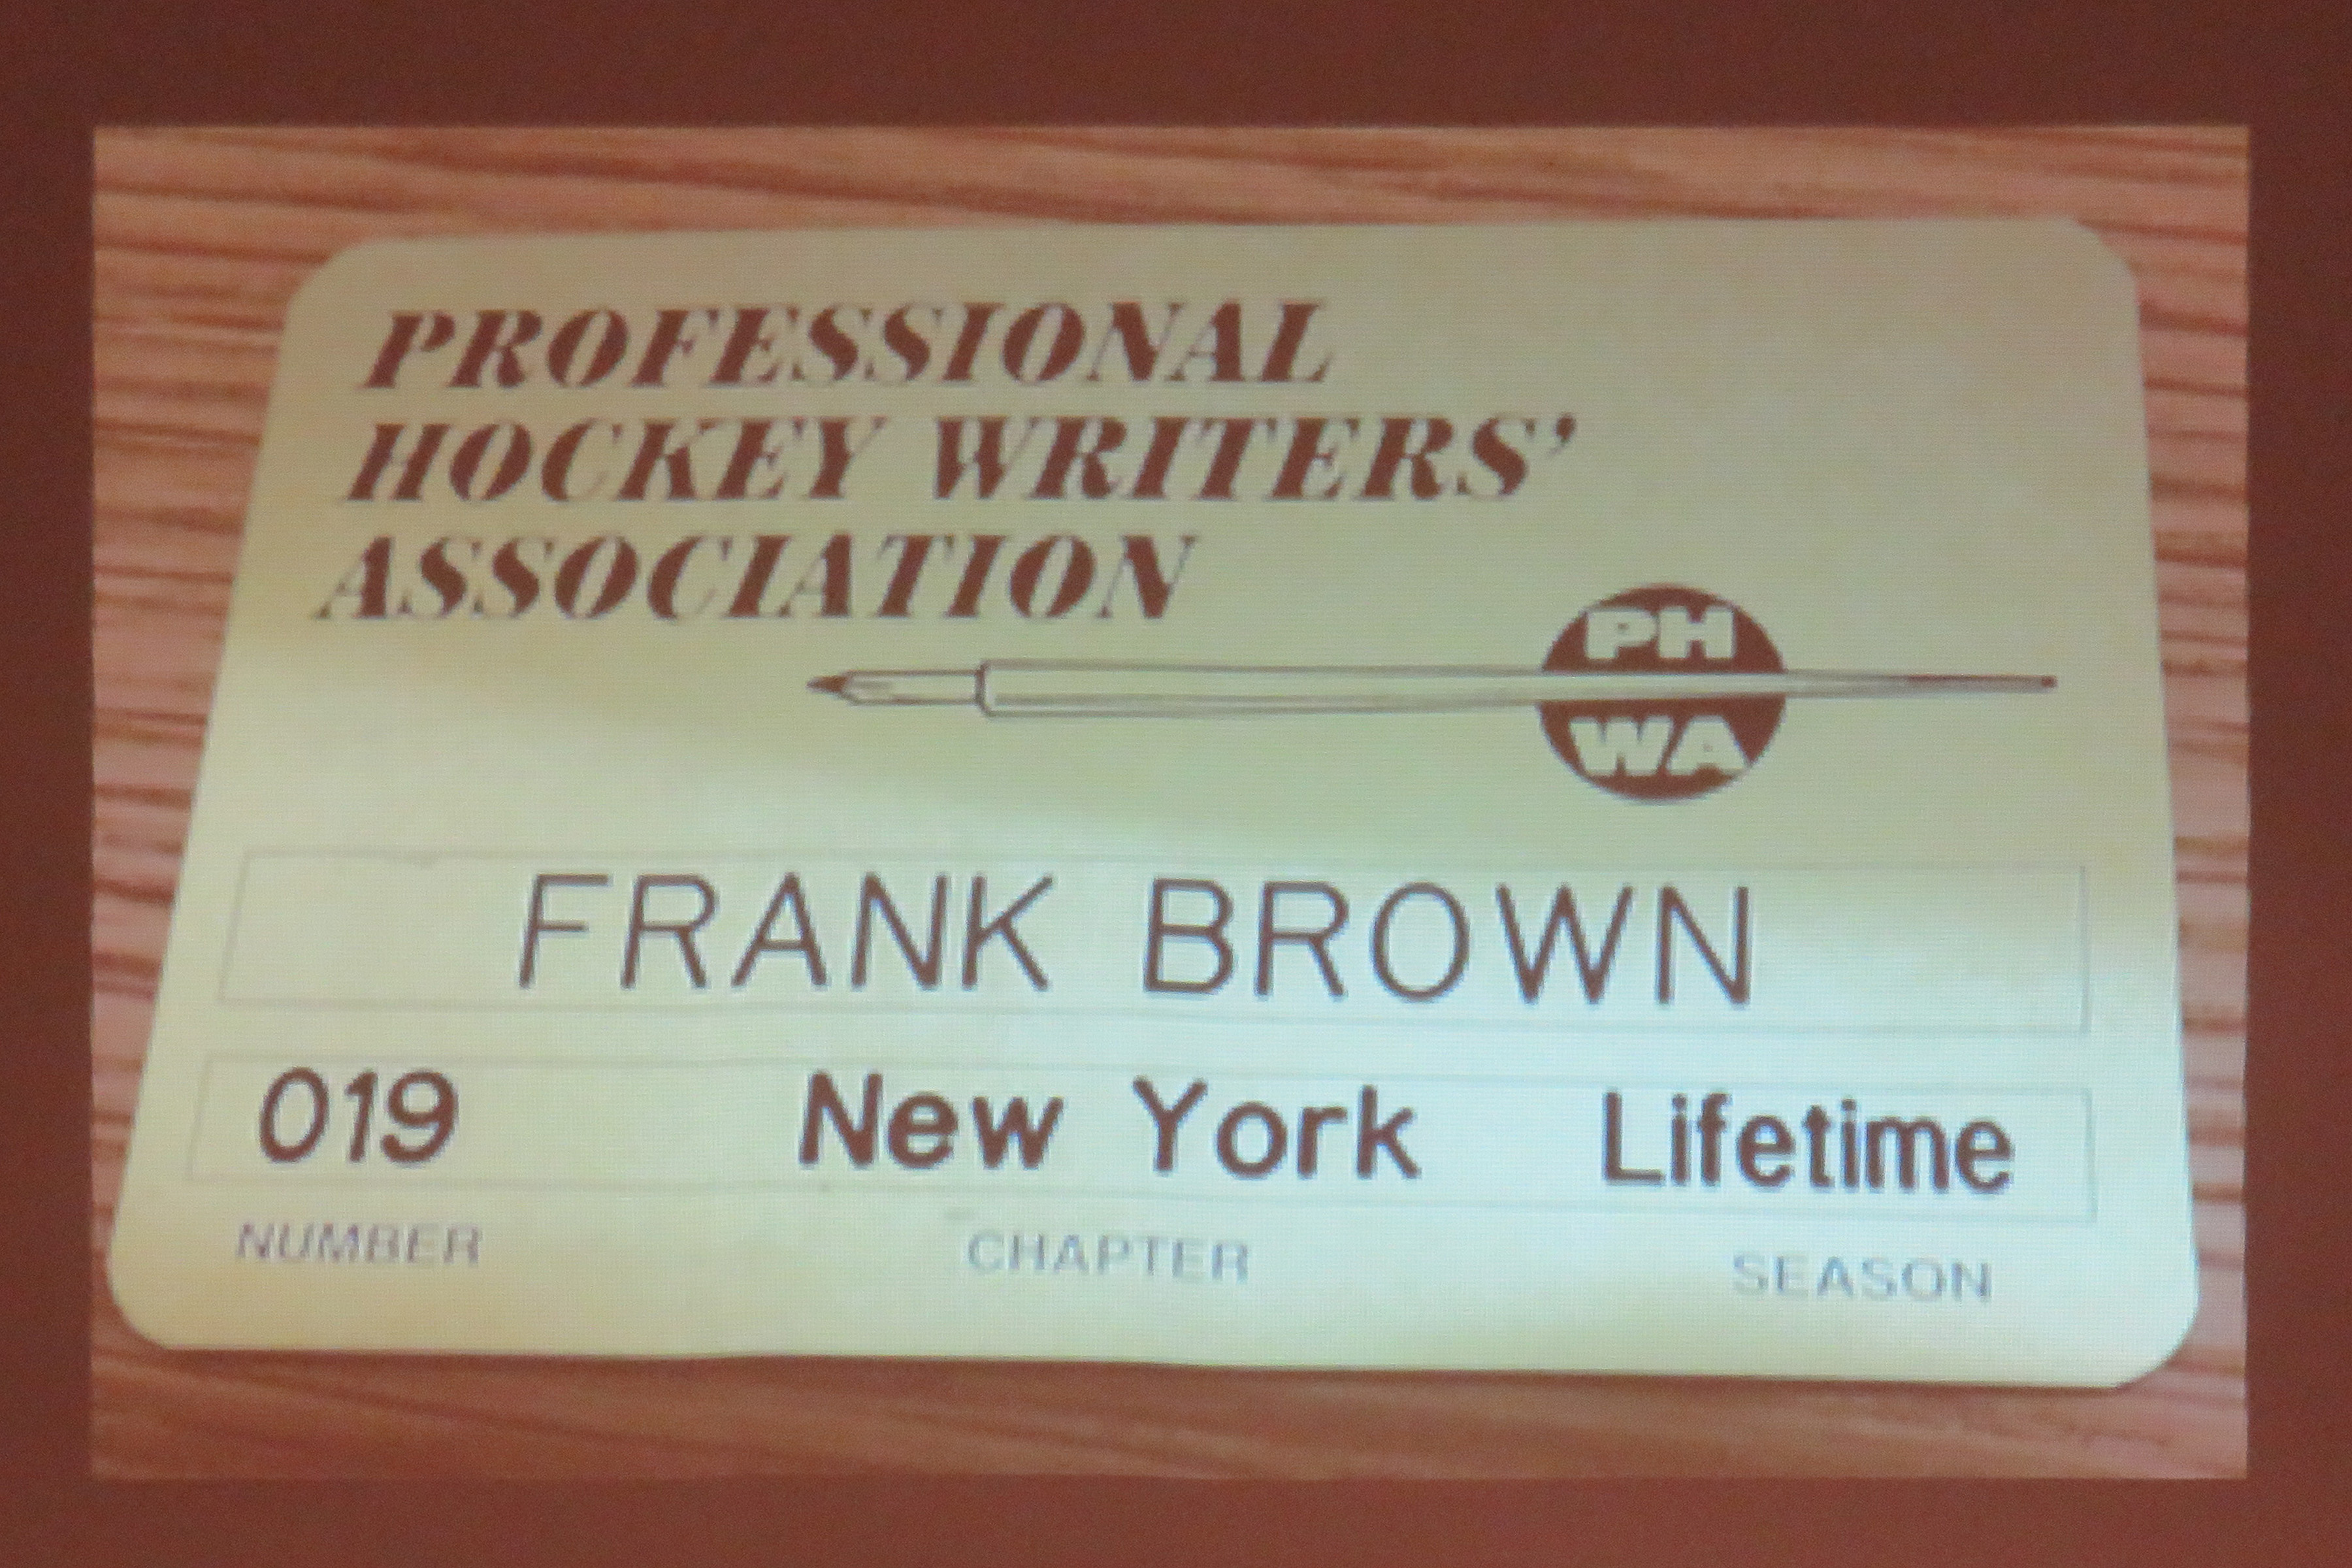 PROFESSIONAL
HOCKEY WRITERS'
ASSOCIATION
PH
WA
FRANK BROWN
019 New York Lifetime
NUMBER CHAPTER SEASON